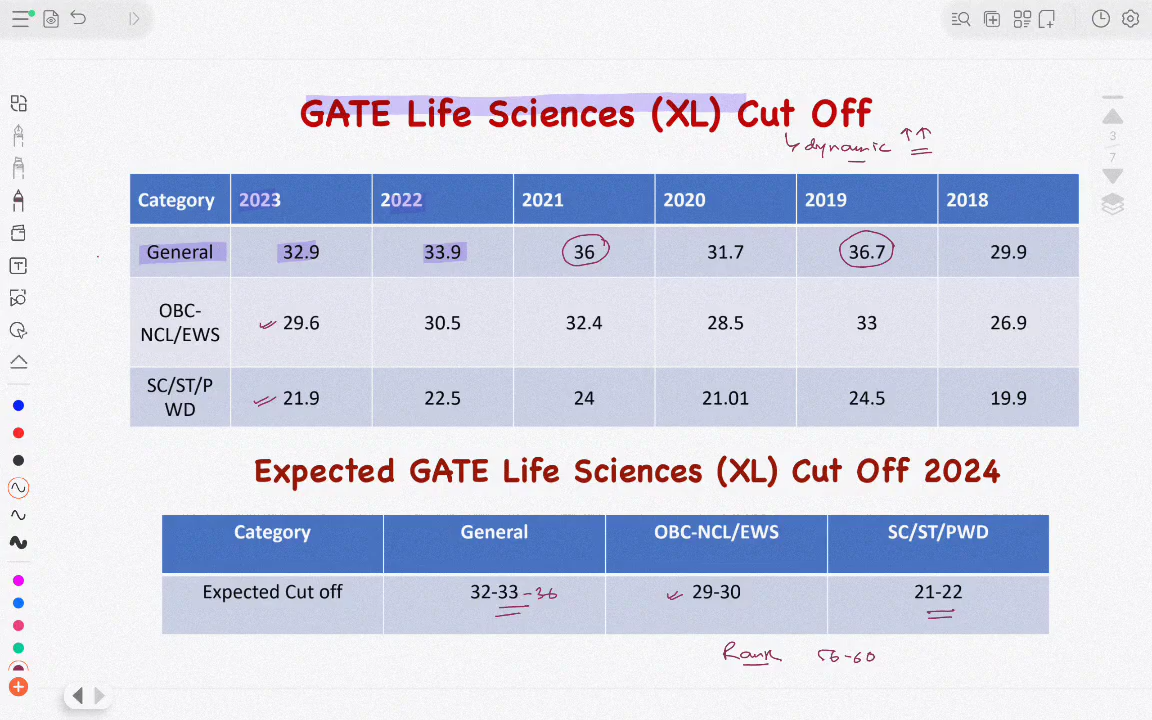 GATE Life Sciences (XL) Cut Off
↳ dynamic ↑↑
Category 2023 2022 2021 2020 2019 2018
General 32.9 33.9 36 31.7 36.7 29.9
OBC-
NCL/EWS 29.6 30.5 32.4 28.5 33 26.9
SC/ST/P
WD 21.9 22.5 24 21.01 24.5 19.9
Expected GATE Life Sciences (XL) Cut Off 2024
Category General OBC-NCL/EWS SC/ST/PWD
Expected Cut off 32-33 -36 29-30 21-22
Rank 56-60
3
7